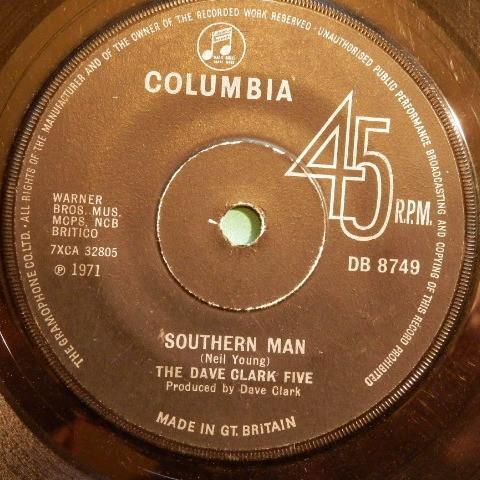 THE GRAMOPHONE CO. LTD. · ALL RIGHTS OF THE MANUFACTURER AND OF THE OWNER OF THE RECORDED WORK RESERVED · UNAUTHORISED PUBLIC PERFORMANCE BROADCASTING AND COPYING OF THIS RECORD PROHIBITED
COLUMBIA
45 R.P.M.
WARNER
BROS. MUS.
MCPS. NCB
BRITICO
7XCA 32805
℗ 1971
DB 8749
SOUTHERN MAN
(Neil Young)
THE DAVE CLARK FIVE
Produced by Dave Clark
MADE IN GT. BRITAIN